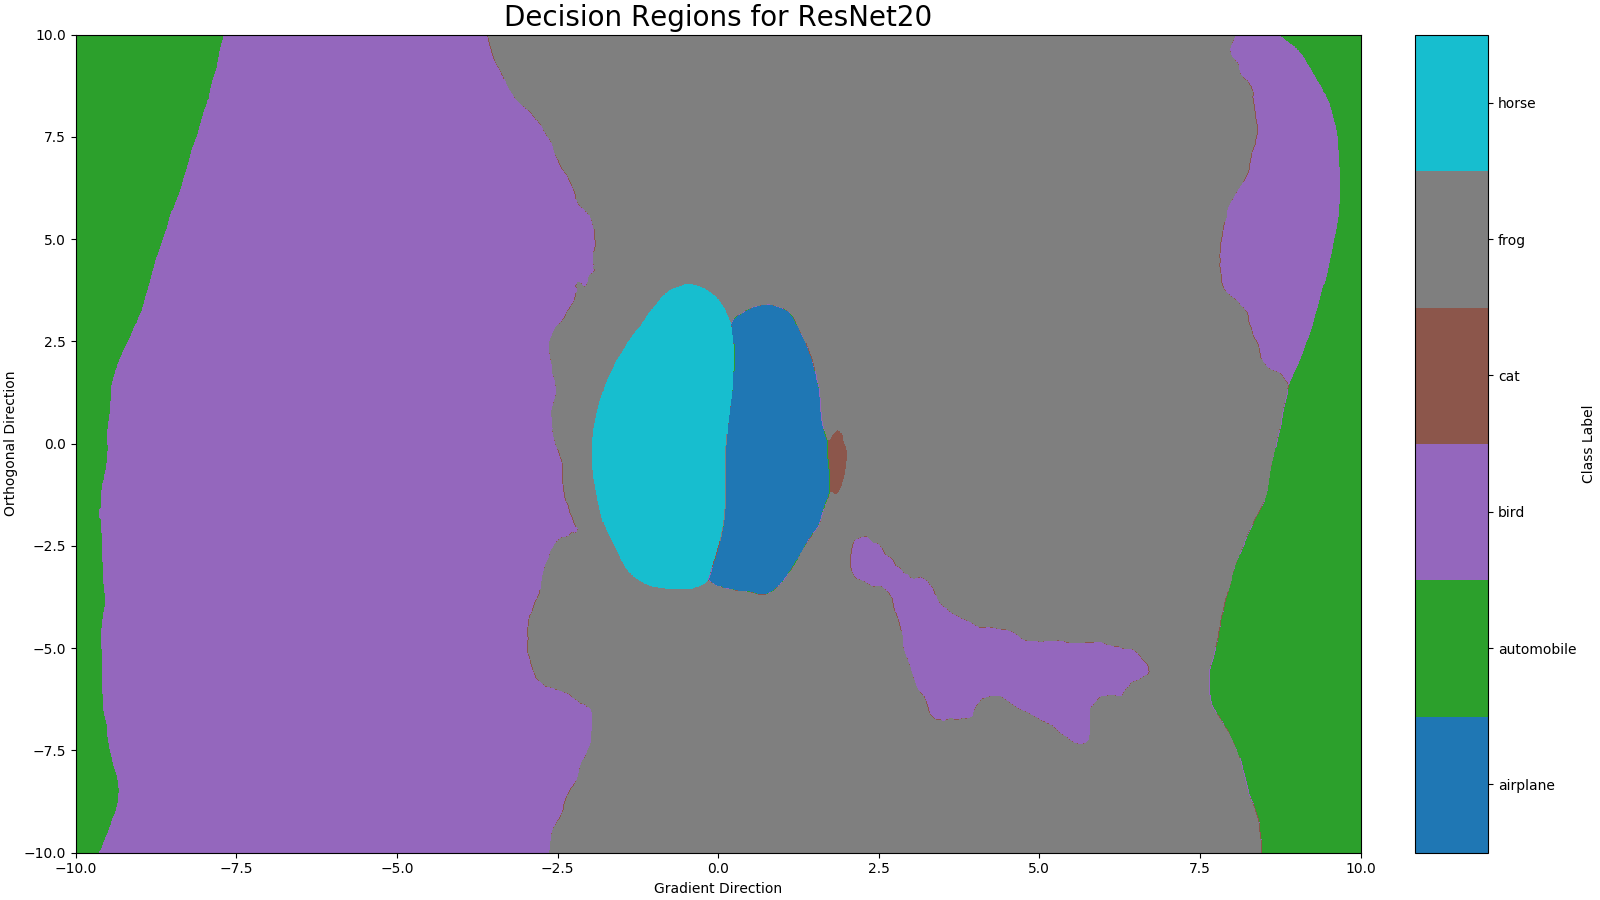 Decision Regions for ResNet20
10.0
7.5
5.0
2.5
0.0
−2.5
−5.0
−7.5
−10.0
Orthogonal Direction
−10.0 −7.5 −5.0 −2.5 0.0 2.5 5.0 7.5 10.0
Gradient Direction
horse
frog
cat
bird
automobile
airplane
Class Label